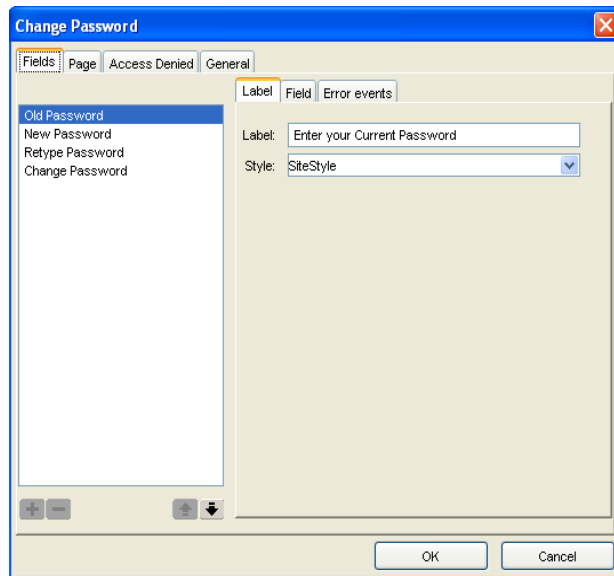 Change Password
Fields Page Access Denied General
Label Field Error events
Old Password
New Password
Retype Password
Change Password
Label: Enter your Current Password
Style: SiteStyle
OK Cancel